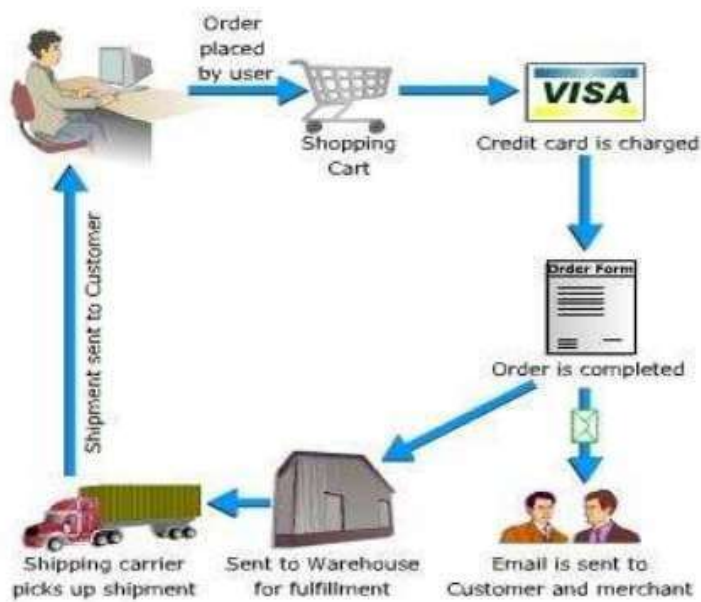 Order
placed
by user
Shopping
Cart
VISA
Credit card is charged
Order Form
Order is completed
Email is sent to
Customer and merchant
Sent to Warehouse
for fulfillment
Shipping carrier
picks up shipment
Shipment sent to Customer